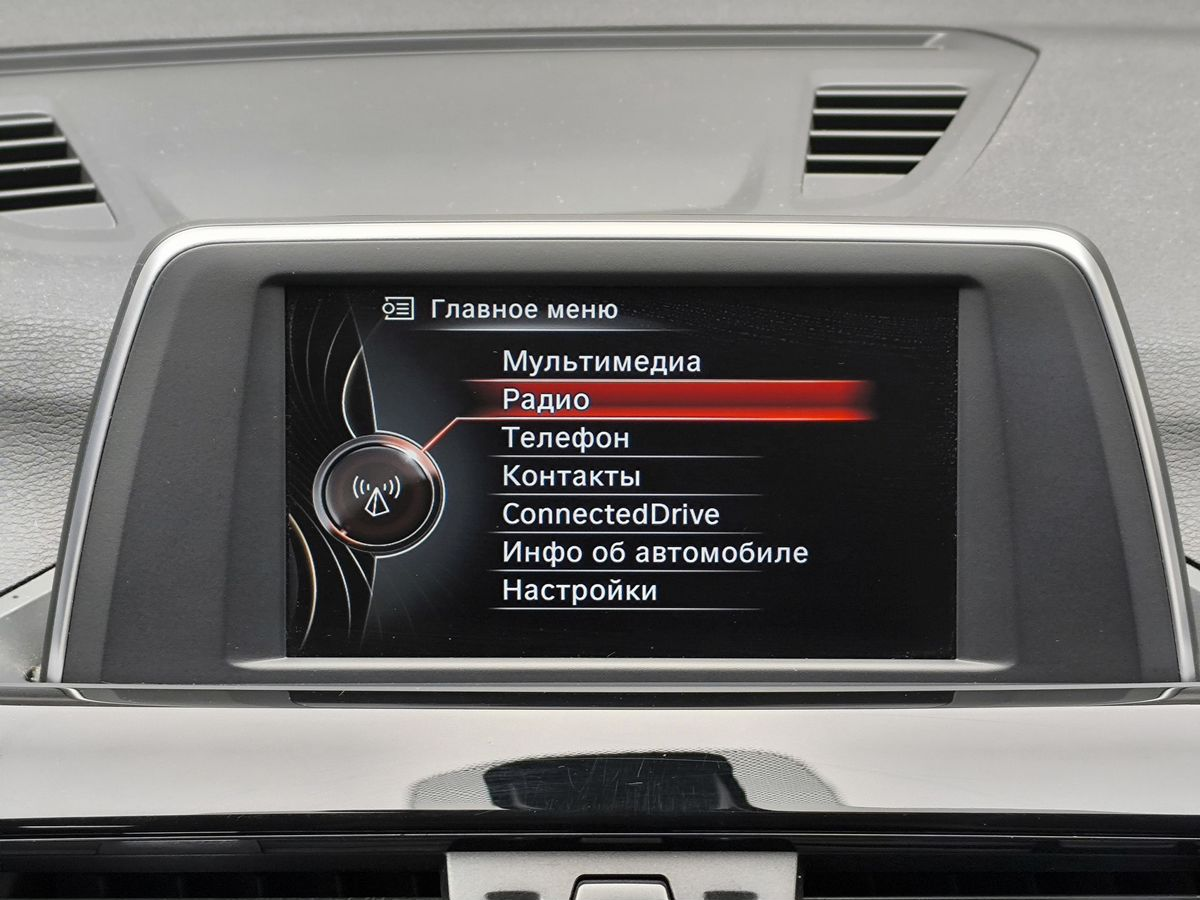 Главное меню
Мультимедиа
Радио
Телефон
Контакты
ConnectedDrive
Инфо об автомобиле
Настройки